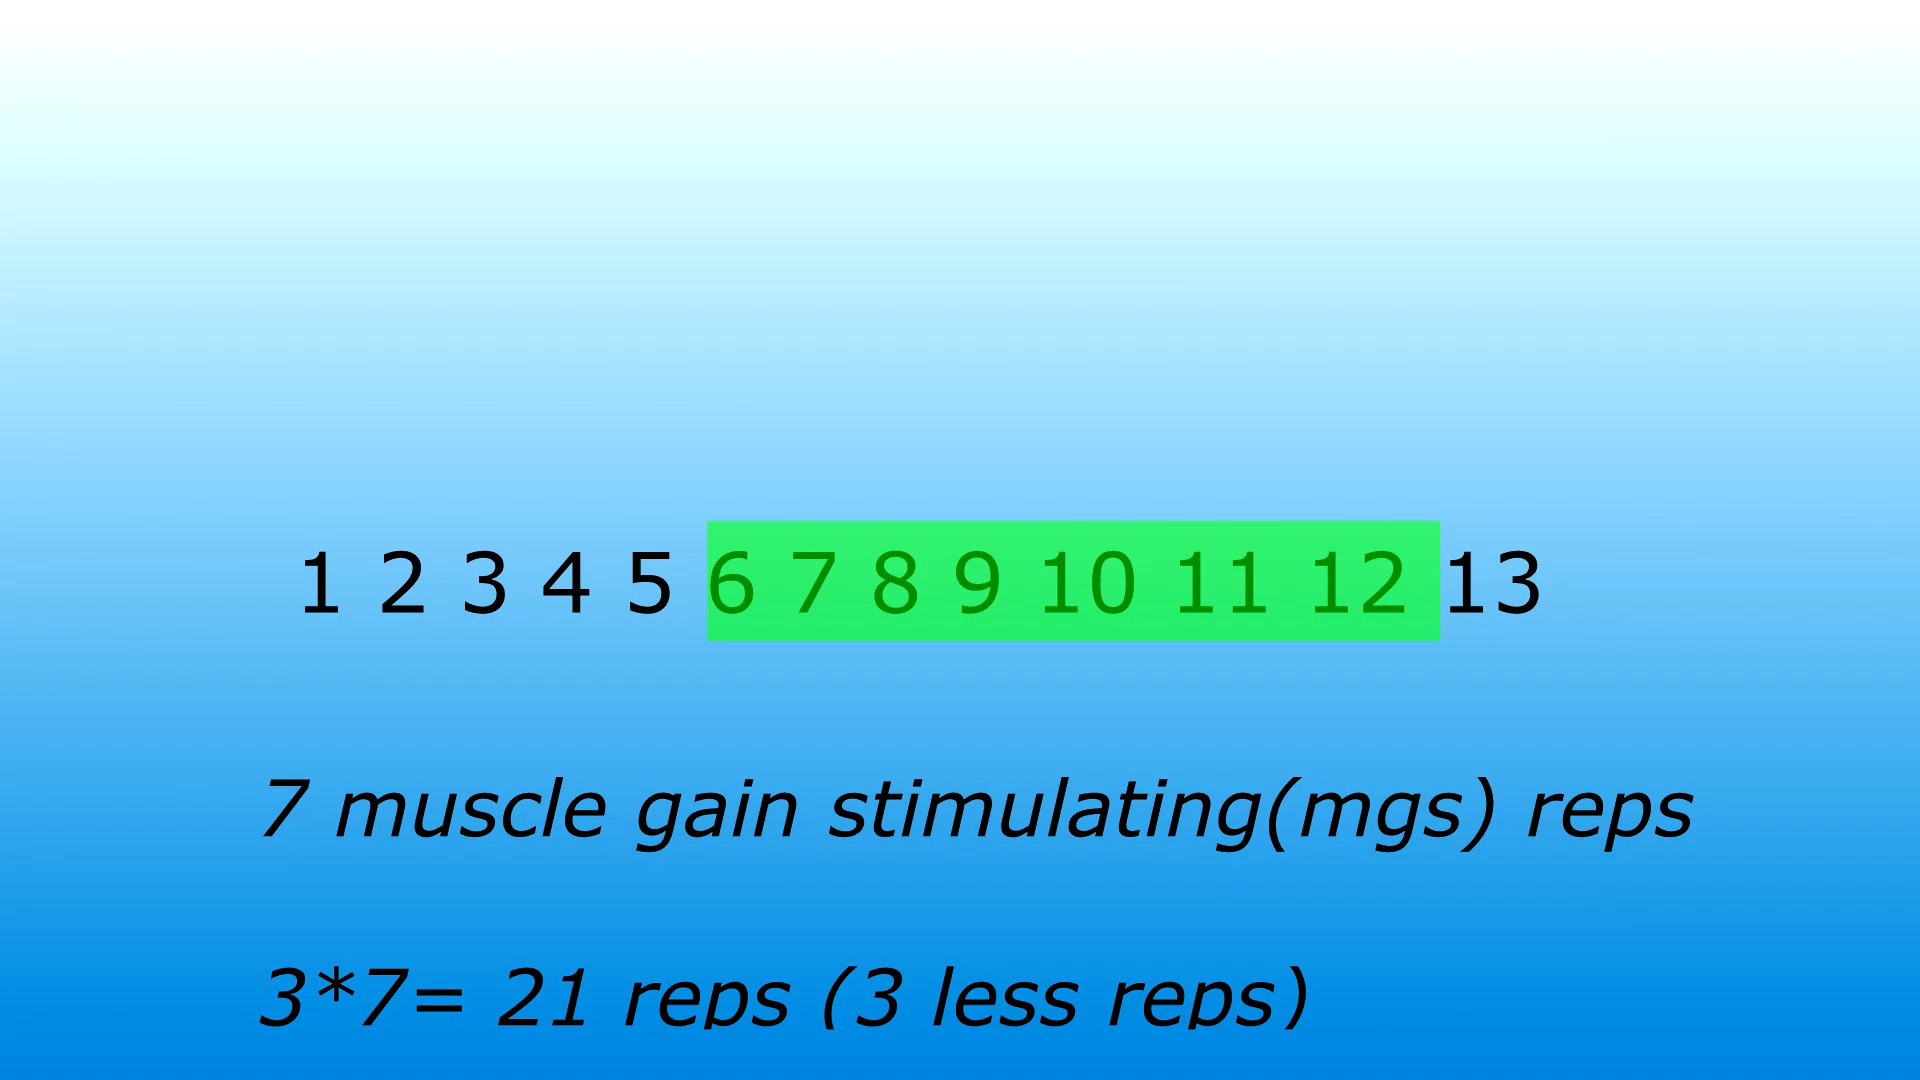 1 2 3 4 5 6 7 8 9 10 11 12 13
7 muscle gain stimulating(mgs) reps
3*7= 21 reps (3 less reps)